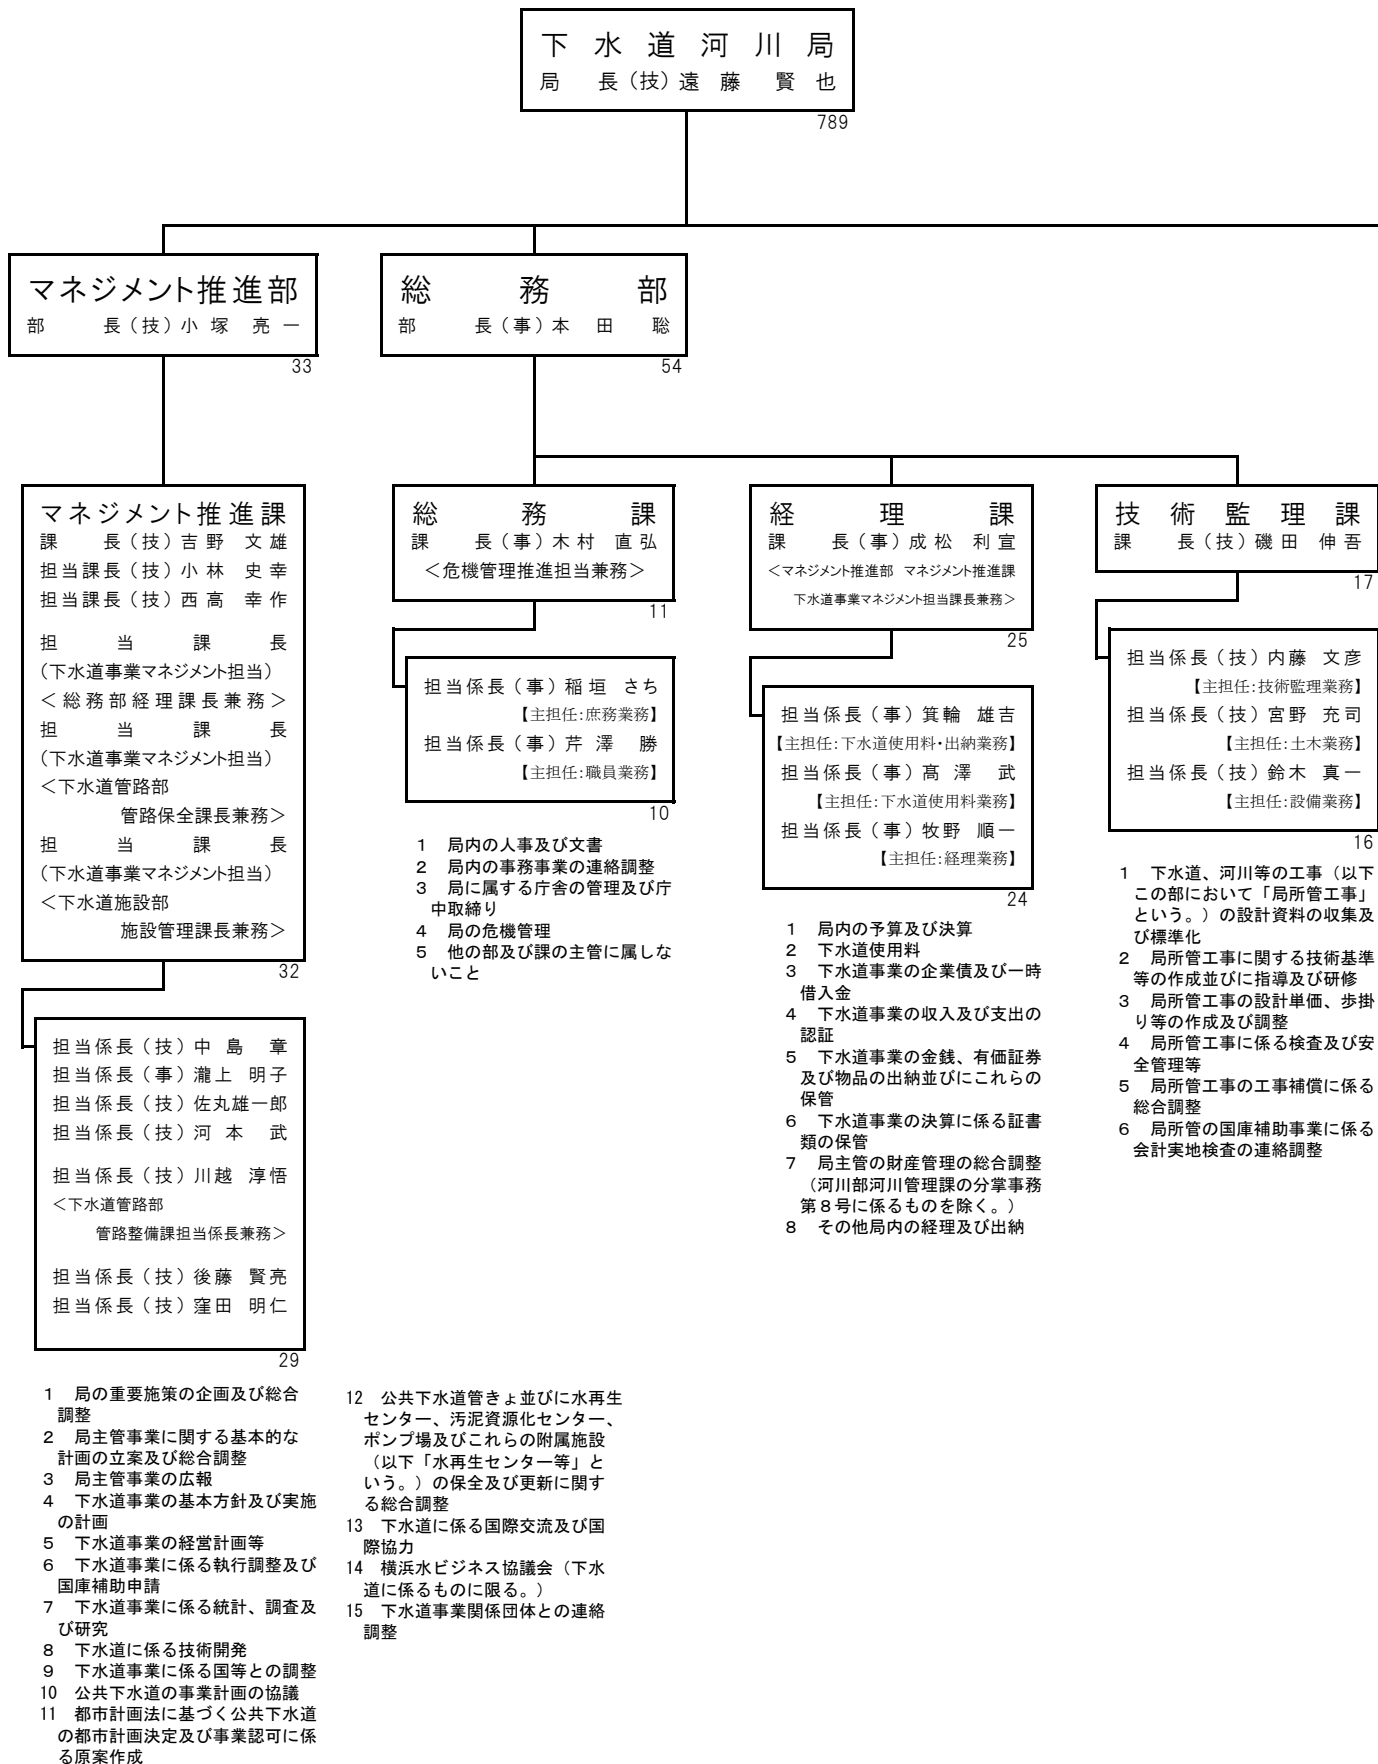 下水道河川局
局　長（技）遠藤　賢也
789
マネジメント推進部
部　長（技）小塚　亮一
33
総務部
部　長（事）本田　聡
54
マネジメント推進課
課　長（技）吉野　文雄
担当課長（技）小林　史幸
担当課長（技）西高　幸作
担当課長
（下水道事業マネジメント担当）
＜総務部経理課長兼務＞
担当課長
（下水道事業マネジメント担当）
＜下水道管路部
管路保全課長兼務＞
担当課長
（下水道事業マネジメント担当）
＜下水道施設部
施設管理課長兼務＞
32
担当係長（技）中島　章
担当係長（事）瀧上　明子
担当係長（技）佐丸雄一郎
担当係長（技）河本　武
担当係長（技）川越　淳悟
＜下水道管路部
管路整備課担当係長兼務＞
担当係長（技）後藤　賢亮
担当係長（技）窪田　明仁
29
1　局の重要施策の企画及び総合
調整
2　局主管事業に関する基本的な
計画の立案及び総合調整
3　局主管事業の広報
4　下水道事業の基本方針及び実施
の計画
5　下水道事業の経営計画等
6　下水道事業に係る執行調整及び
国庫補助申請
7　下水道事業に係る統計、調査及
び研究
8　下水道に係る技術開発
9　下水道事業に係る国等との調整
10　公共下水道の事業計画の協議
11　都市計画法に基づく公共下水道
の都市計画決定及び事業認可に係
る原案作成
12　公共下水道管きょ並びに水再生
センター、汚泥資源化センター、
ポンプ場及びこれらの附属施設
（以下「水再生センター等」と
いう。）の保全及び更新に関す
る総合調整
13　下水道に係る国際交流及び国
際協力
14　横浜水ビジネス協議会（下水
道に係るものに限る。）
15　下水道事業関係団体との連絡
調整
総務課
課　長（事）木村　直弘
＜危機管理推進担当兼務＞
11
担当係長（事）稲垣　さち
【主担任：庶務業務】
担当係長（事）芹澤　勝
【主担任：職員業務】
10
1　局内の人事及び文書
2　局内の事務事業の連絡調整
3　局に属する庁舎の管理及び庁
中取締り
4　局の危機管理
5　他の部及び課の主管に属しな
いこと
経理課
課　長（事）成松　利宣
＜マネジメント推進部　マネジメント推進課
下水道事業マネジメント担当課長兼務＞
25
担当係長（事）箕輪　雄吉
【主担任：下水道使用料・出納業務】
担当係長（事）髙澤　武
【主担任：下水道使用料業務】
担当係長（事）牧野　順一
【主担任：経理業務】
24
1　局内の予算及び決算
2　下水道使用料
3　下水道事業の企業債及び一時
借入金
4　下水道事業の収入及び支出の
認証
5　下水道事業の金銭、有価証券
及び物品の出納並びにこれらの
保管
6　下水道事業の決算に係る証書
類の保管
7　局主管の財産管理の総合調整
（河川部河川管理課の分掌事務
第８号に係るものを除く。）
8　その他局内の経理及び出納
技術監理課
課　長（技）磯田　伸吾
17
担当係長（技）内藤　文彦
【主担任：技術監理業務】
担当係長（技）宮野　充司
【主担任：土木業務】
担当係長（技）鈴木　真一
【主担任：設備業務】
16
1　下水道、河川等の工事（以下
この部において「局所管工事」
という。）の設計資料の収集及
び標準化
2　局所管工事に関する技術基準
等の作成並びに指導及び研修
3　局所管工事の設計単価、歩掛
り等の作成及び調整
4　局所管工事に係る検査及び安
全管理等
5　局所管工事の工事補償に係る
総合調整
6　局所管の国庫補助事業に係る
会計実地検査の連絡調整